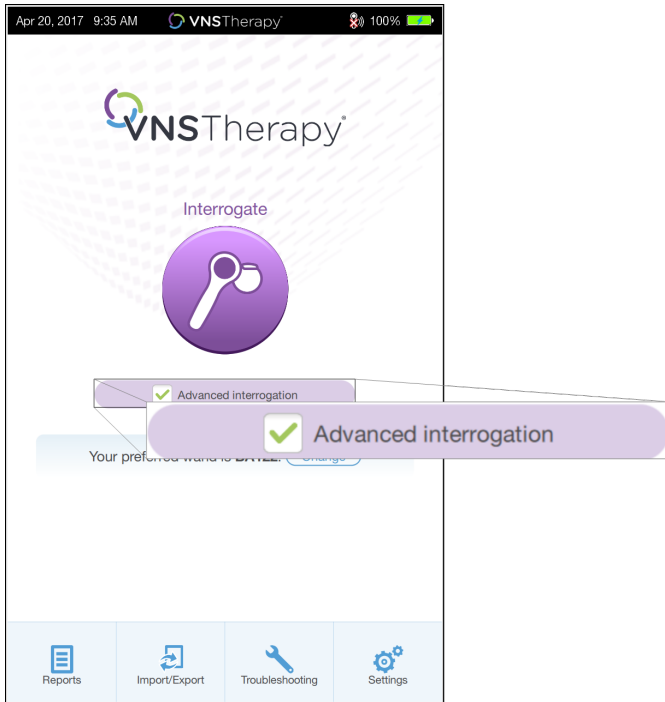 Apr 20, 2017 9:35 AM VNSTherapy® 100%
VNSTherapy®
Interrogate
Advanced interrogation
Advanced interrogation
Your preferred wand is
Reports Import/Export Troubleshooting Settings